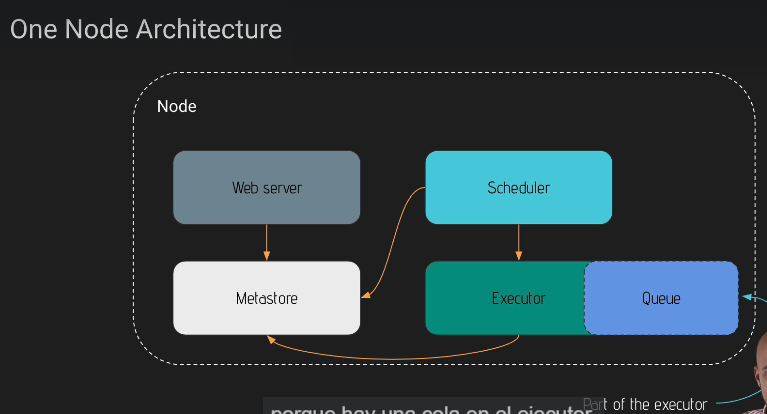 One Node Architecture
Node
Web server
Scheduler
Metastore
Executor
Queue
Part of the executor
porque hay una cola en el ejecutor